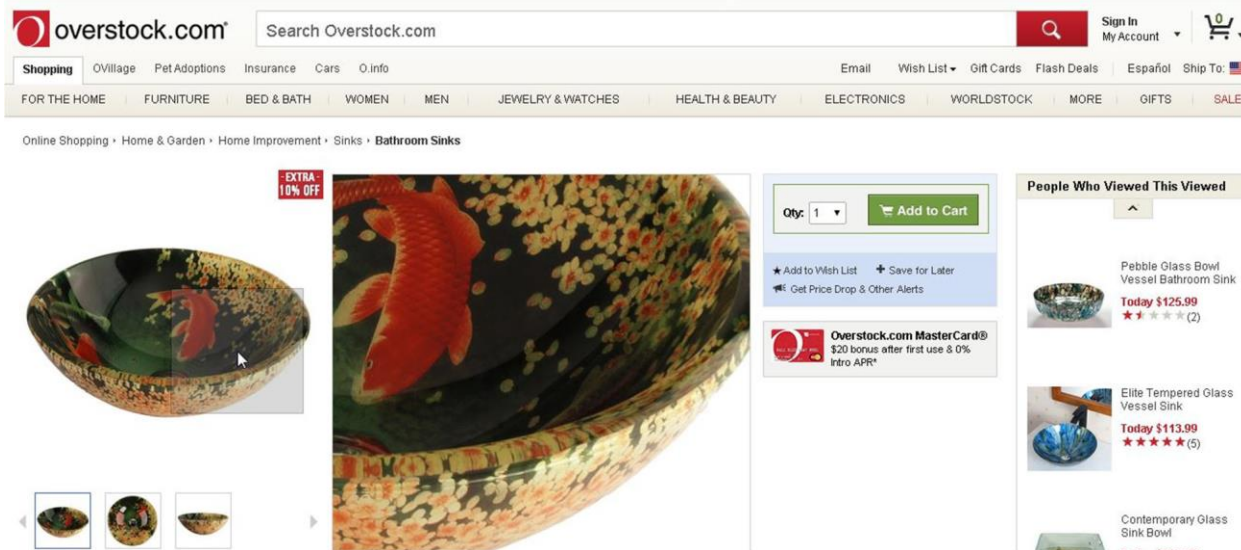 overstock.com
Search Overstock.com
Sign In
My Account
0
Shopping OVillage Pet Adoptions Insurance Cars O.info
Email Wish List Gift Cards Flash Deals Español Ship To:
FOR THE HOME FURNITURE BED & BATH WOMEN MEN JEWELRY & WATCHES HEALTH & BEAUTY ELECTRONICS WORLDSTOCK MORE GIFTS SALE
Online Shopping › Home & Garden › Home Improvement › Sinks › Bathroom Sinks
-EXTRA-
10% OFF
Qty: 1 Add to Cart
Add to Wish List + Save for Later
Get Price Drop & Other Alerts
Overstock.com MasterCard®
$20 bonus after first use & 0%
Intro APR*
People Who Viewed This Viewed
Pebble Glass Bowl
Vessel Bathroom Sink
Today $125.99
(2)
Elite Tempered Glass
Vessel Sink
Today $113.99
(5)
Contemporary Glass
Sink Bowl